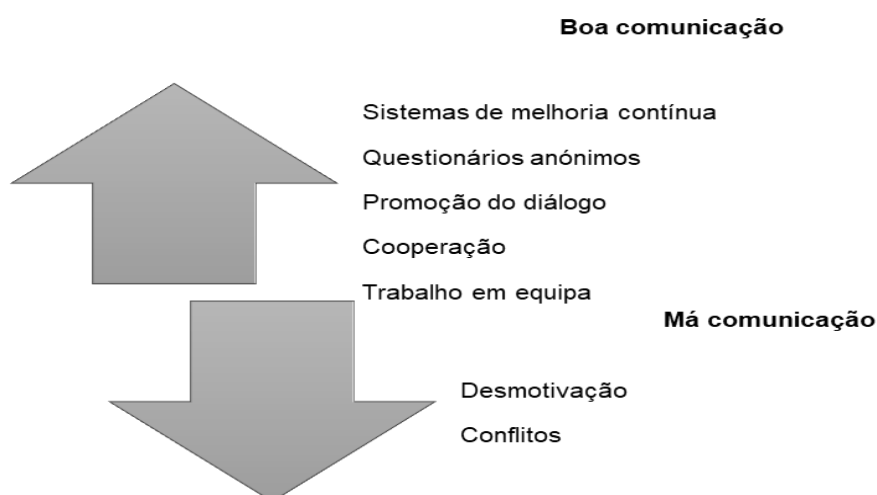 Boa comunicação
Sistemas de melhoria contínua
Questionários anónimos
Promoção do diálogo
Cooperação
Trabalho em equipa
Má comunicação
Desmotivação
Conflitos